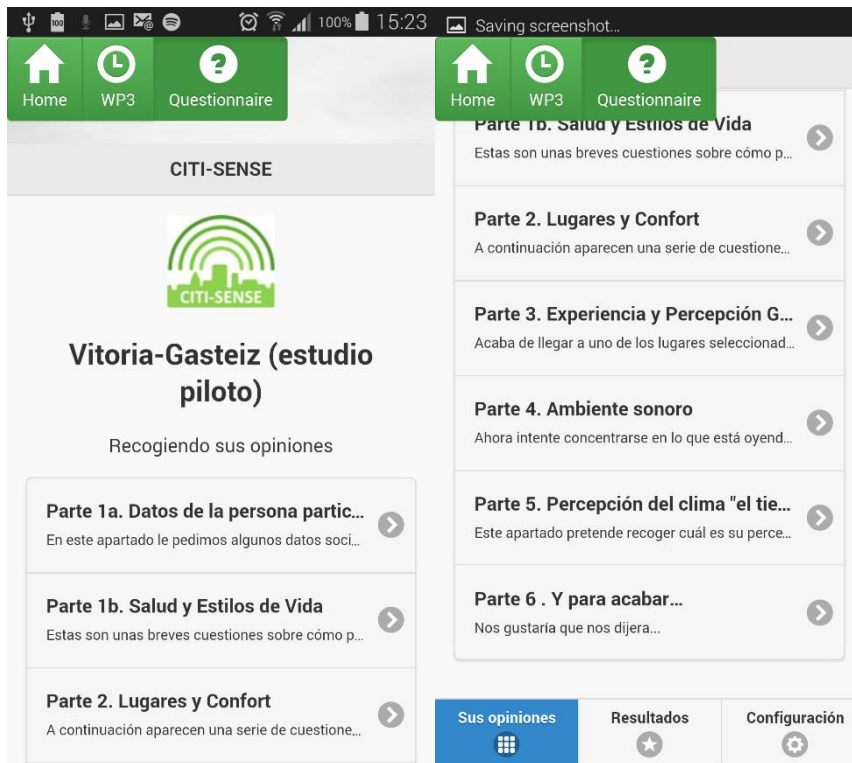 100% 15:23
Home WP3 Questionnaire
CITI-SENSE
CITI-SENSE
Vitoria-Gasteiz (estudio
piloto)
Recogiendo sus opiniones
Parte 1a. Datos de la persona partic...
En este apartado le pedimos algunos datos soci...
Parte 1b. Salud y Estilos de Vida
Estas son unas breves cuestiones sobre cómo p...
Parte 2. Lugares y Confort
A continuación aparecen una serie de cuestione...
Saving screenshot...
Home WP3 Questionnaire
Parte 1b. Salud y Estilos de Vida
Estas son unas breves cuestiones sobre cómo p...
Parte 2. Lugares y Confort
A continuación aparecen una serie de cuestione...
Parte 3. Experiencia y Percepción G...
Acaba de llegar a uno de los lugares seleccionad...
Parte 4. Ambiente sonoro
Ahora intente concentrarse en lo que está oyend...
Parte 5. Percepción del clima "el tie...
Este apartado pretende recoger cuál es su perce...
Parte 6 . Y para acabar...
Nos gustaría que nos dijera...
Sus opiniones Resultados Configuración